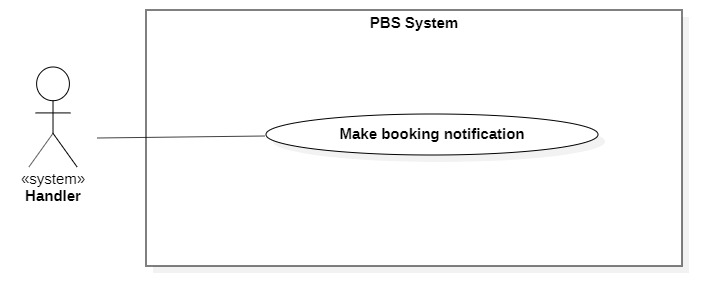 PBS System
Make booking notification
«system»
Handler